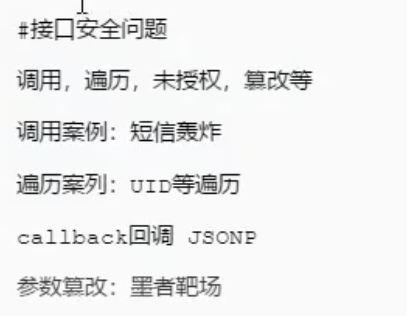 #接口安全问题
调用，遍历，未授权，篡改等
调用案例：短信轰炸
遍历案列：UID等遍历
callback回调 JSONP
参数篡改：墨者靶场